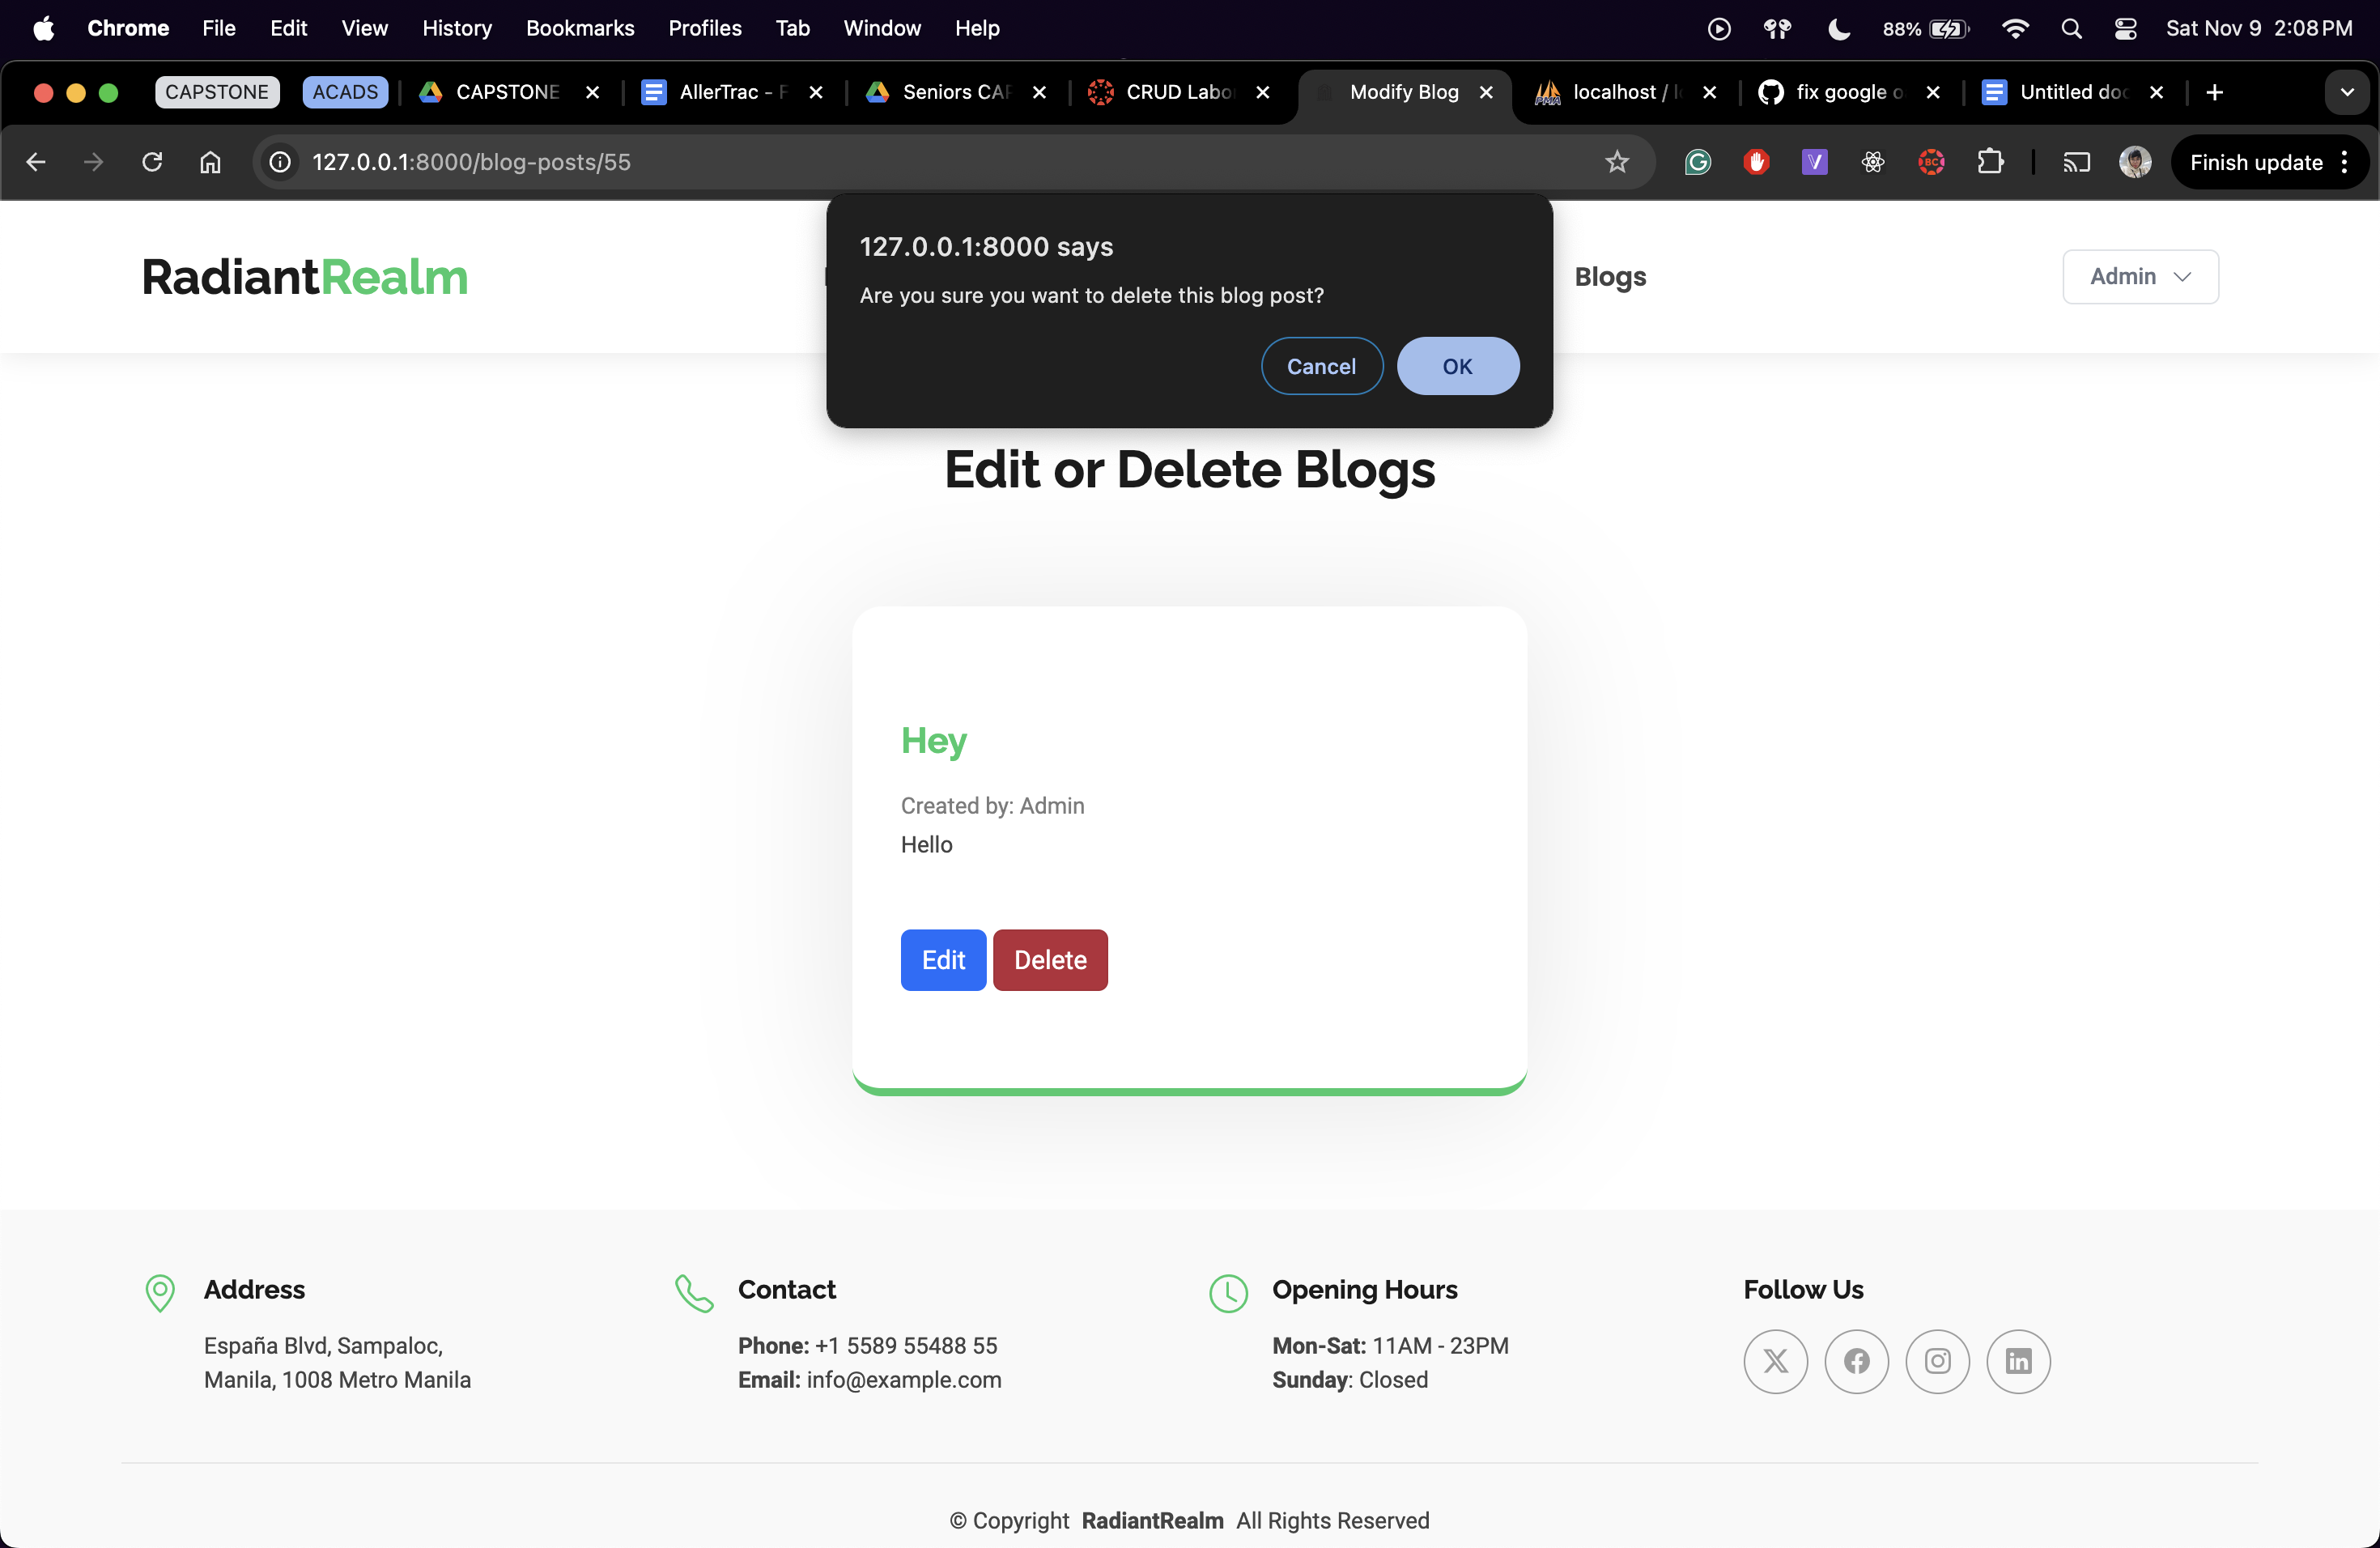 Chrome File Edit View History Bookmarks Profiles Tab Window Help 88% Sat Nov 9 2:08 PM
CAPSTONE ACADS CAPSTONE AllerTrac - Seniors CRUD Modify Blog localhost / fix google Untitled + 
127.0.0.1:8000/blog-posts/55 Finish update
127.0.0.1:8000 says
Are you sure you want to delete this blog post?
Cancel OK
RadiantRealm Blogs Admin
Edit or Delete Blogs
Hey
Created by: Admin
Hello
Edit Delete
Address
España Blvd, Sampaloc,
Manila, 1008 Metro Manila
Contact
Phone: +1 5589 55488 55
Email: info@example.com
Opening Hours
Mon-Sat: 11AM - 23PM
Sunday: Closed
Follow Us
© Copyright RadiantRealm All Rights Reserved